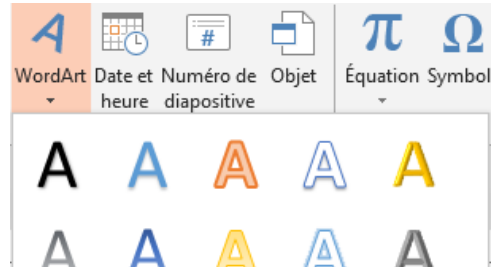 WordArt Date et Numéro de Objet Équation Symbol
heure diapositive
A A A A A
A A A A A